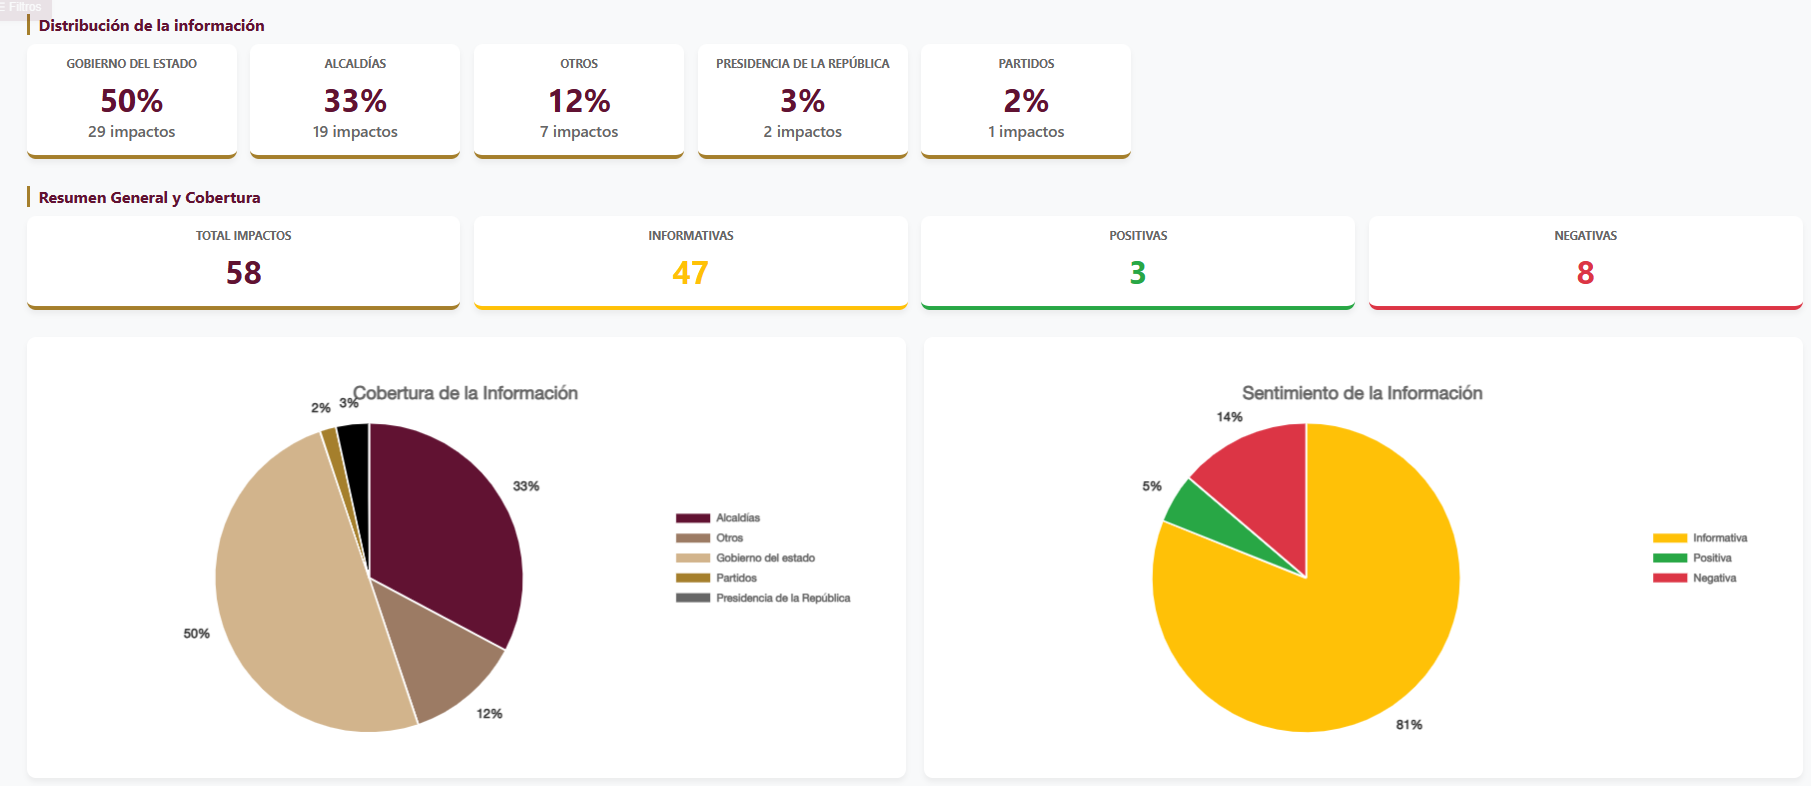 Filtros
Distribución de la información
GOBIERNO DEL ESTADO
50%
29 impactos
ALCALDÍAS
33%
19 impactos
OTROS
12%
7 impactos
PRESIDENCIA DE LA REPÚBLICA
3%
2 impactos
PARTIDOS
2%
1 impactos
Resumen General y Cobertura
TOTAL IMPACTOS
58
INFORMATIVAS
47
POSITIVAS
3
NEGATIVAS
8
Cobertura de la Información
2%
3%
33%
50%
12%
Alcaldías
Otros
Gobierno del estado
Partidos
Presidencia de la República
Sentimiento de la Información
14%
5%
81%
Informativa
Positiva
Negativa